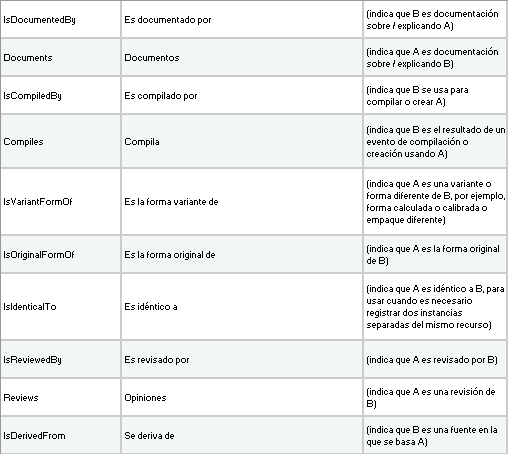 IsDocumentedBy
Es documentado por
(indica que B es documentación
sobre / explicando A)
Documents
Documentos
(indica que A es documentación
sobre / explicando B)
IsCompiledBy
Es compilado por
(indica que B se usa para
compilar o crear A)
Compiles
Compila
(indica que B es el resultado de un
evento de compilación o
creación usando A)
IsVariantFormOf
Es la forma variante de
(indica que A es una variante o
forma diferente de B, por ejemplo,
forma calculada o calibrada o
empaque diferente)
IsOriginalFormOf
Es la forma original de
(indica que A es la forma original
de B)
IsIdenticalTo
Es idéntico a
(indica que A es idéntico a B, para
usar cuando es necesario
registrar dos instancias
separadas del mismo recurso)
IsReviewedBy
Es revisado por
(indica que A es revisado por B)
Reviews
Opiniones
(indica que A es una revisión de
B)
IsDerivedFrom
Se deriva de
(indica que B es una fuente en la
que se basa A)